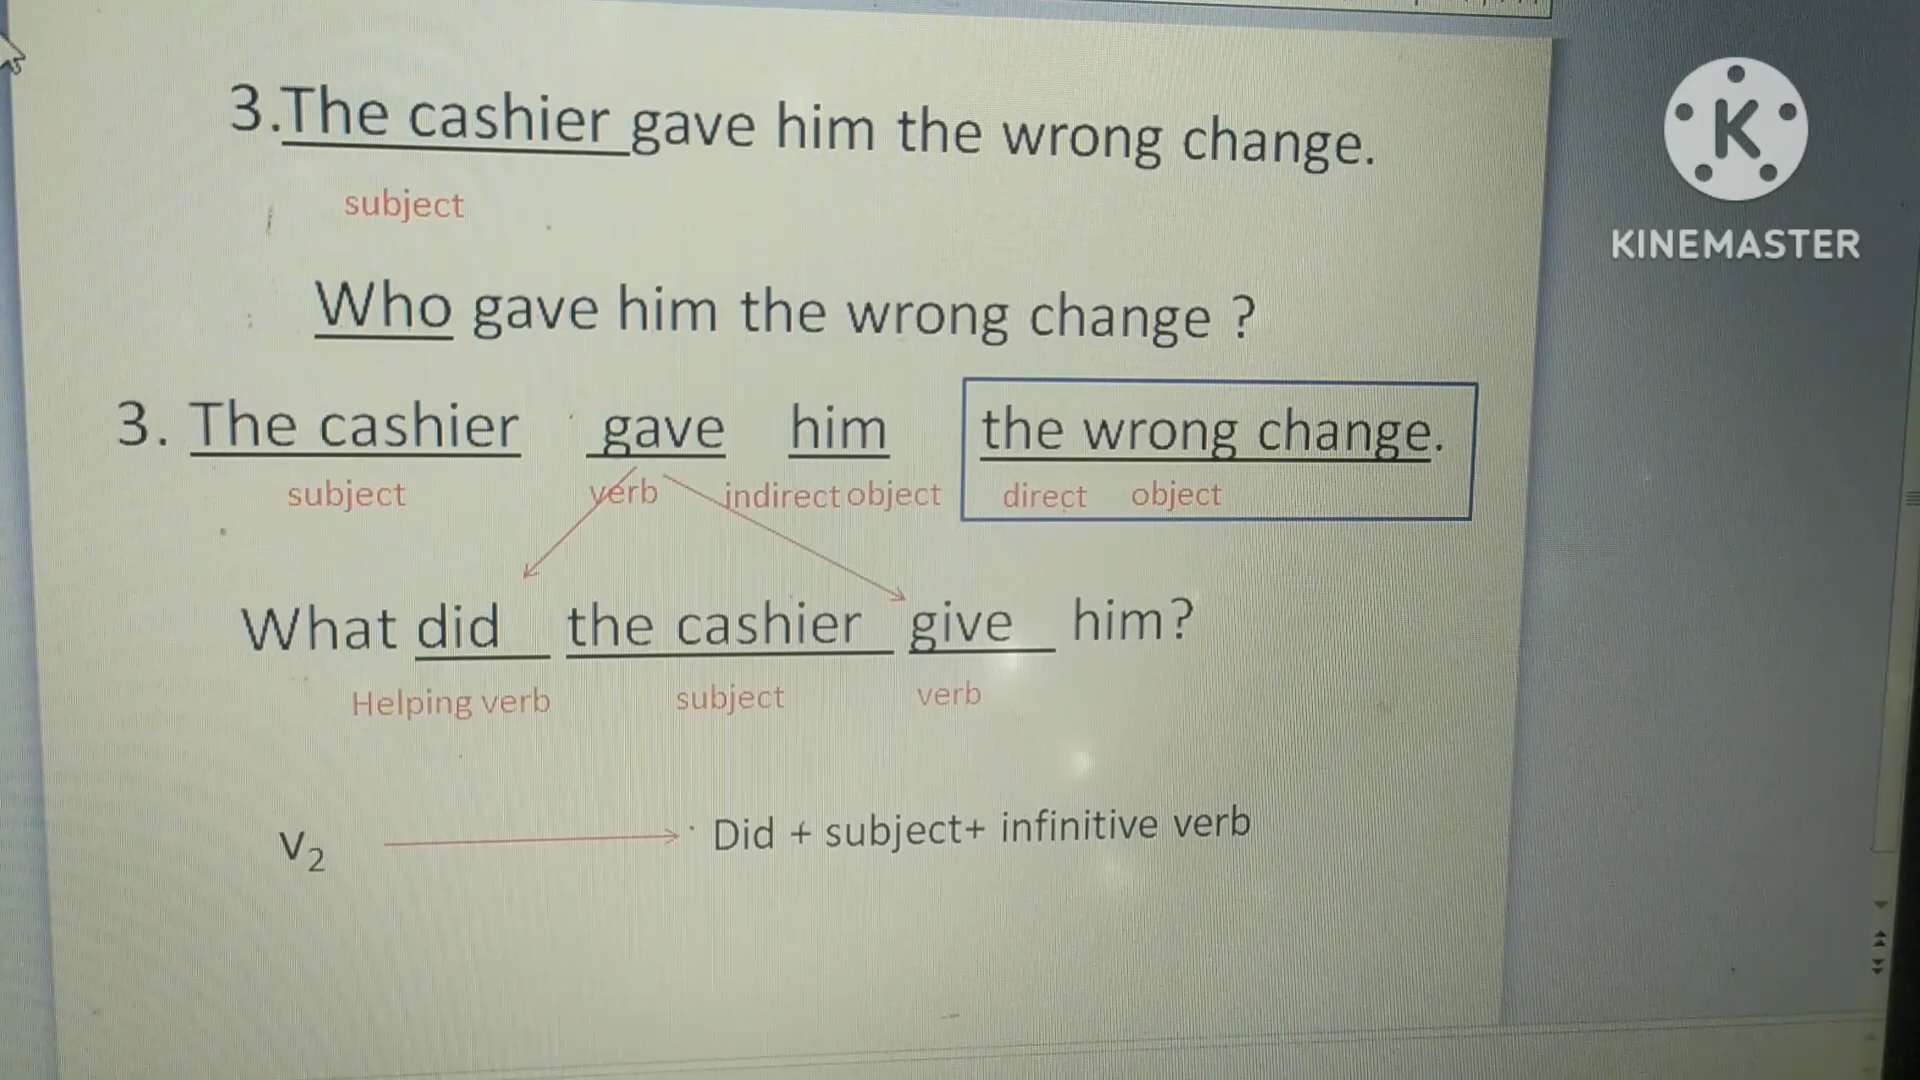 3.The cashier gave him the wrong change.
subject
Who gave him the wrong change ?
3. The cashier gave him the wrong change.
subject verb indirect object direct object
What did the cashier give him?
Helping verb subject verb
V2 Did + subject+ infinitive verb
K
KINEMASTER